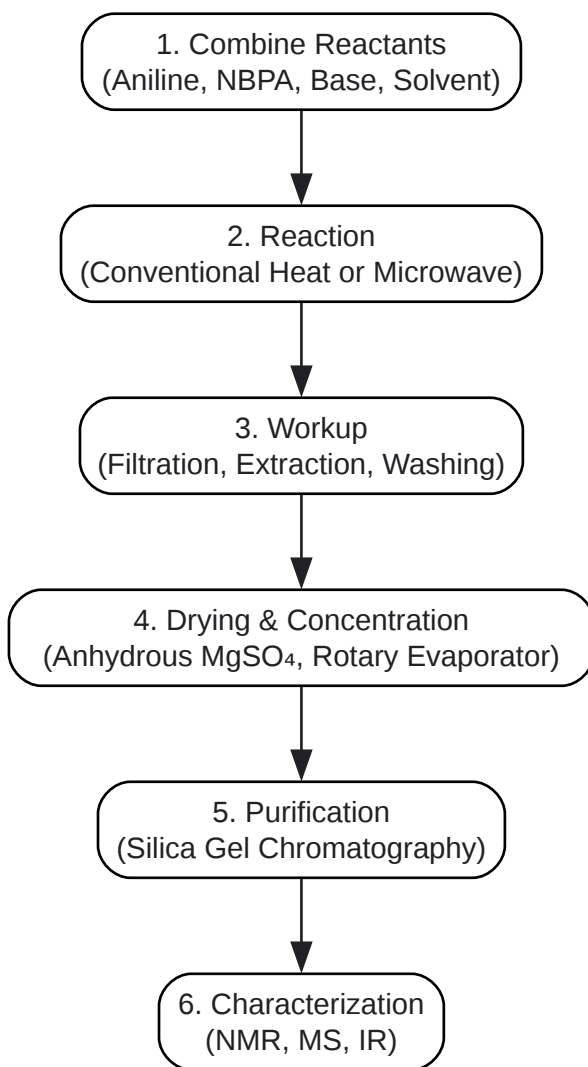 1. Combine Reactants
(Aniline, NBPA, Base, Solvent)
2. Reaction
(Conventional Heat or Microwave)
3. Workup
(Filtration, Extraction, Washing)
4. Drying & Concentration
(Anhydrous MgSO₄, Rotary Evaporator)
5. Purification
(Silica Gel Chromatography)
6. Characterization
(NMR, MS, IR)